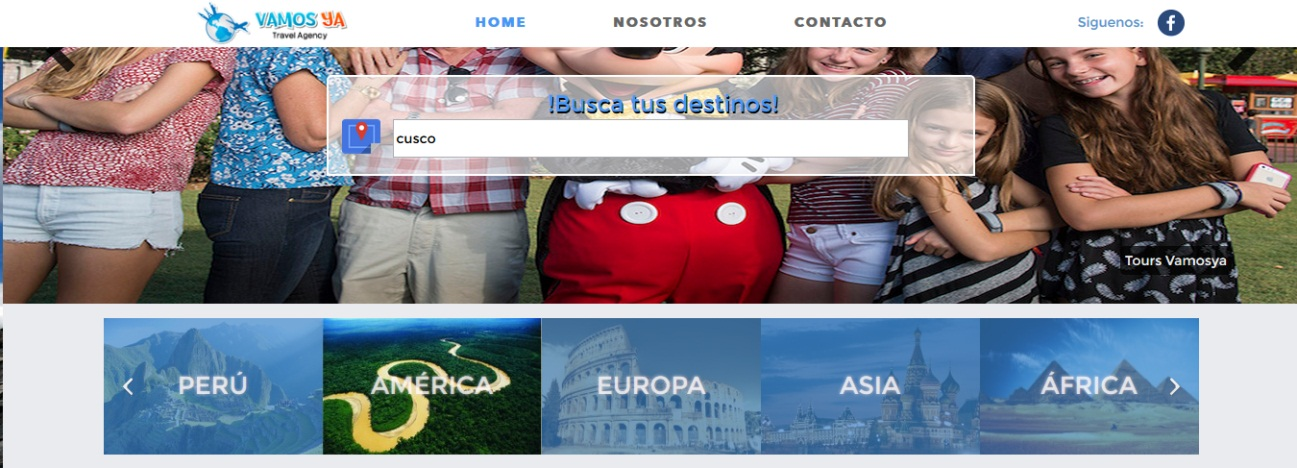 VAMOS YA
Travel Agency
HOME
NOSOTROS
CONTACTO
Siguenos:
!Busca tus destinos!
cusco
Tours Vamosya
PERÚ
AMÉRICA
EUROPA
ASIA
ÁFRICA